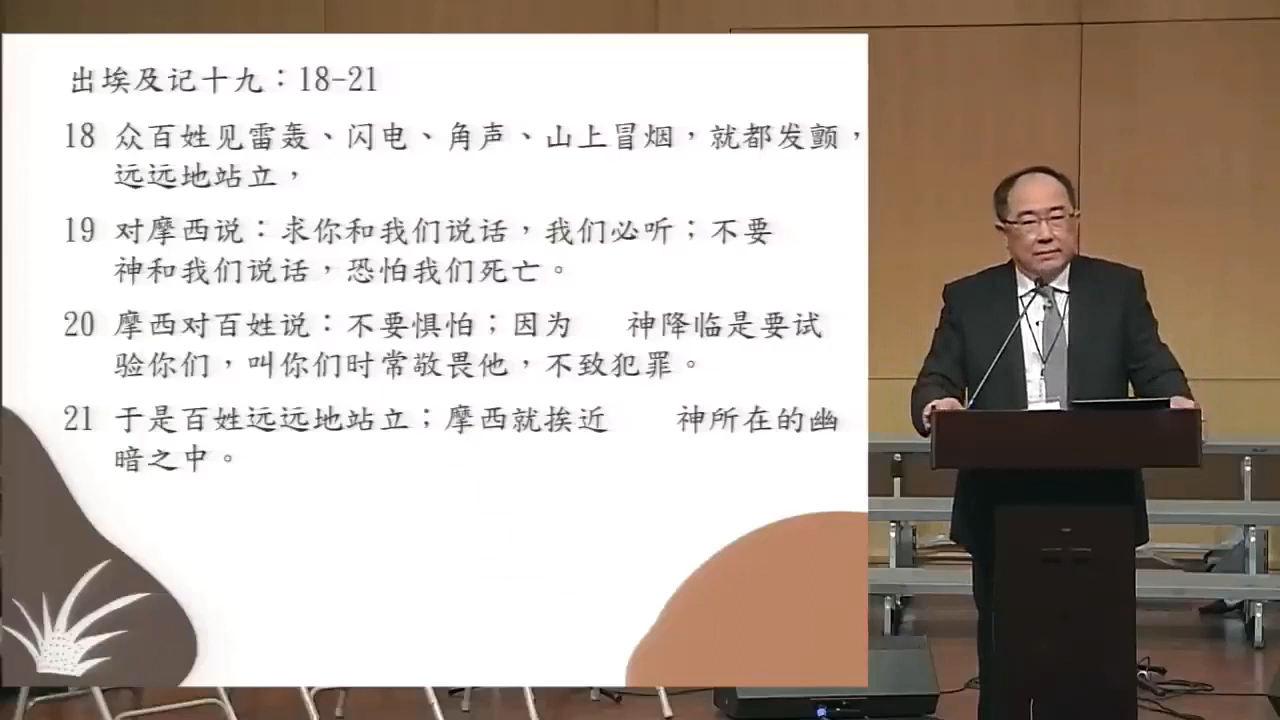 出埃及记十九：18-21
18 众百姓见雷轰、闪电、角声、山上冒烟，就都发颤，
远远地站立，
19 对摩西说：求你和我们说话，我们必听；不要
神和我们说话，恐怕我们死亡。
20 摩西对百姓说：不要惧怕；因为 神降临是要试
验你们，叫你们时常敬畏他，不致犯罪。
21 于是百姓远远地站立；摩西就挨近 神所在的幽
暗之中。